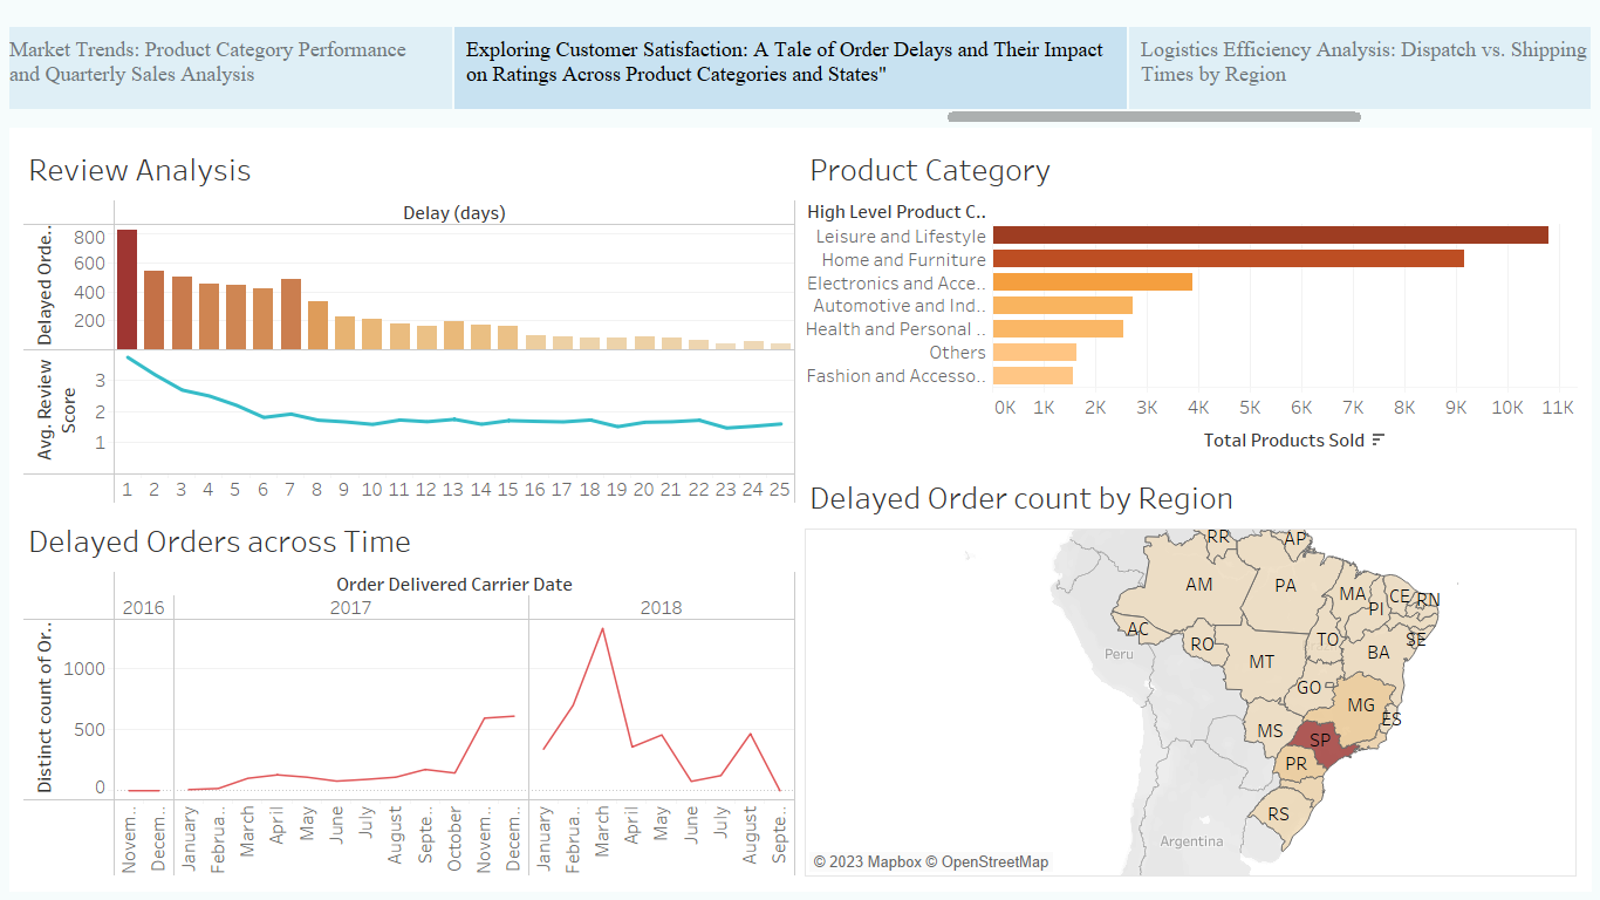 Market Trends: Product Category Performance
and Quarterly Sales Analysis
Exploring Customer Satisfaction: A Tale of Order Delays and Their Impact
on Ratings Across Product Categories and States"
Logistics Efficiency Analysis: Dispatch vs. Shipping
Times by Region
Review Analysis
Delay (days)
Delayed Orde..
800
600
400
200
Avg. Review
Score
3
2
1
1 2 3 4 5 6 7 8 9 10 11 12 13 14 15 16 17 18 19 20 21 22 23 24 25
Product Category
High Level Product C..
Leisure and Lifestyle
Home and Furniture
Electronics and Acce..
Automotive and Ind..
Health and Personal ..
Others
Fashion and Accesso..
0K 1K 2K 3K 4K 5K 6K 7K 8K 9K 10K 11K
Total Products Sold
Delayed Orders across Time
Order Delivered Carrier Date
2016 2017 2018
Distinct count of Or..
1000
500
0
Novem..
Decem..
January
Februa..
March
April
May
June
July
August
Septe..
October
Novem..
Decem..
January
Februa..
March
April
May
June
July
August
Septe..
Delayed Order count by Region
RR
AP
AM
PA
MA
CE
RN
PI
AC
RO
TO
SE
Peru
MT
BA
GO
MG
ES
MS
SP
PR
RS
Argentina
© 2023 Mapbox © OpenStreetMap